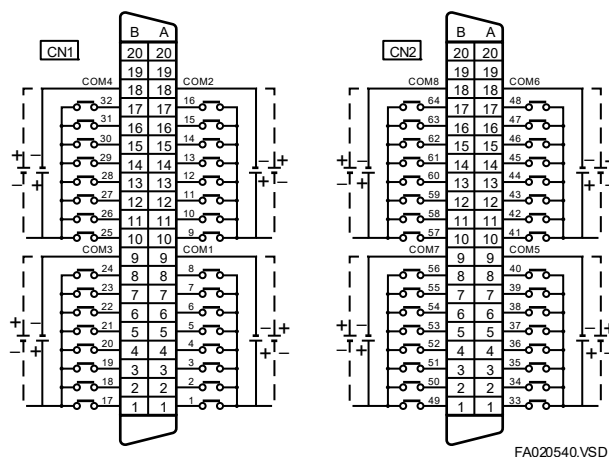 CN1 B A CN2 B A
20 20 20 20
19 19 19 19
COM4 18 18 COM2 COM8 18 18 COM6
32 17 17 16 64 17 17 48
31 16 16 15 63 16 16 47
30 15 15 14 62 15 15 46
29 14 14 13 61 14 14 45
28 13 13 12 60 13 13 44
27 12 12 11 59 12 12 43
26 11 11 10 58 11 11 42
25 10 10 9 57 10 10 41
COM3 9 9 COM1 COM7 9 9 COM5
24 8 8 8 56 8 8 40
23 7 7 7 55 7 7 39
22 6 6 6 54 6 6 38
21 5 5 5 53 5 5 37
20 4 4 4 52 4 4 36
19 3 3 3 51 3 3 35
18 2 2 2 50 2 2 34
17 1 1 1 49 1 1 33
FA020540.VSD